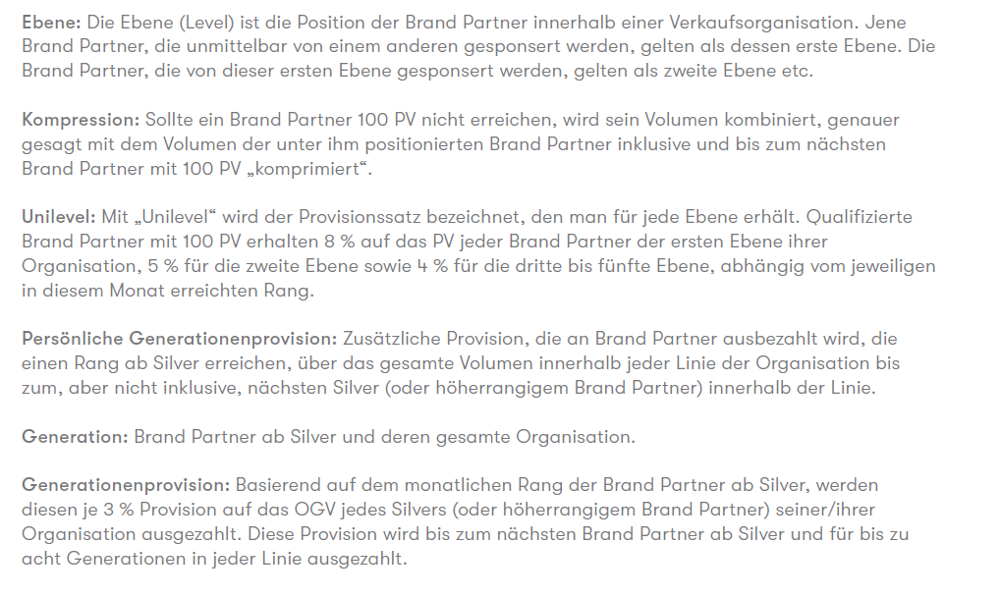 Ebene: Die Ebene (Level) ist die Position der Brand Partner innerhalb einer Verkaufsorganisation. Jene
Brand Partner, die unmittelbar von einem anderen gesponsert werden, gelten als dessen erste Ebene. Die
Brand Partner, die von dieser ersten Ebene gesponsert werden, gelten als zweite Ebene etc.
Kompression: Sollte ein Brand Partner 100 PV nicht erreichen, wird sein Volumen kombiniert, genauer
gesagt mit dem Volumen der unter ihm positionierten Brand Partner inklusive und bis zum nächsten
Brand Partner mit 100 PV „komprimiert“.
Unilevel: Mit „Unilevel“ wird der Provisionssatz bezeichnet, den man für jede Ebene erhält. Qualifizierte
Brand Partner mit 100 PV erhalten 8 % auf das PV jeder Brand Partner der ersten Ebene ihrer
Organisation, 5 % für die zweite Ebene sowie 4 % für die dritte bis fünfte Ebene, abhängig vom jeweiligen
in diesem Monat erreichten Rang.
Persönliche Generationenprovision: Zusätzliche Provision, die an Brand Partner ausbezahlt wird, die
einen Rang ab Silver erreichen, über das gesamte Volumen innerhalb jeder Linie der Organisation bis
zum, aber nicht inklusive, nächsten Silver (oder höherrangigem Brand Partner) innerhalb der Linie.
Generation: Brand Partner ab Silver und deren gesamte Organisation.
Generationenprovision: Basierend auf dem monatlichen Rang der Brand Partner ab Silver, werden
diesen je 3 % Provision auf das OGV jedes Silvers (oder höherrangigem Brand Partner) seiner/ihrer
Organisation ausgezahlt. Diese Provision wird bis zum nächsten Brand Partner ab Silver und für bis zu
acht Generationen in jeder Linie ausgezahlt.